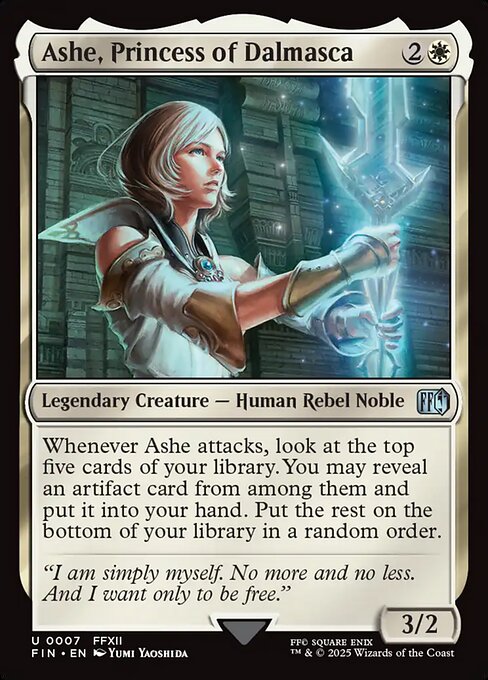 Ashe, Princess of Dalmasca 2
Legendary Creature — Human Rebel Noble FF
Whenever Ashe attacks, look at the top
five cards of your library. You may reveal
an artifact card from among them and
put it into your hand. Put the rest on the
bottom of your library in a random order.
“I am simply myself. No more and no less.
And I want only to be free.”
3/2
U 0007 FFXII
FIN • EN Yumi Yaoshida
FF© SQUARE ENIX
™ & © 2025 Wizards of the Coast